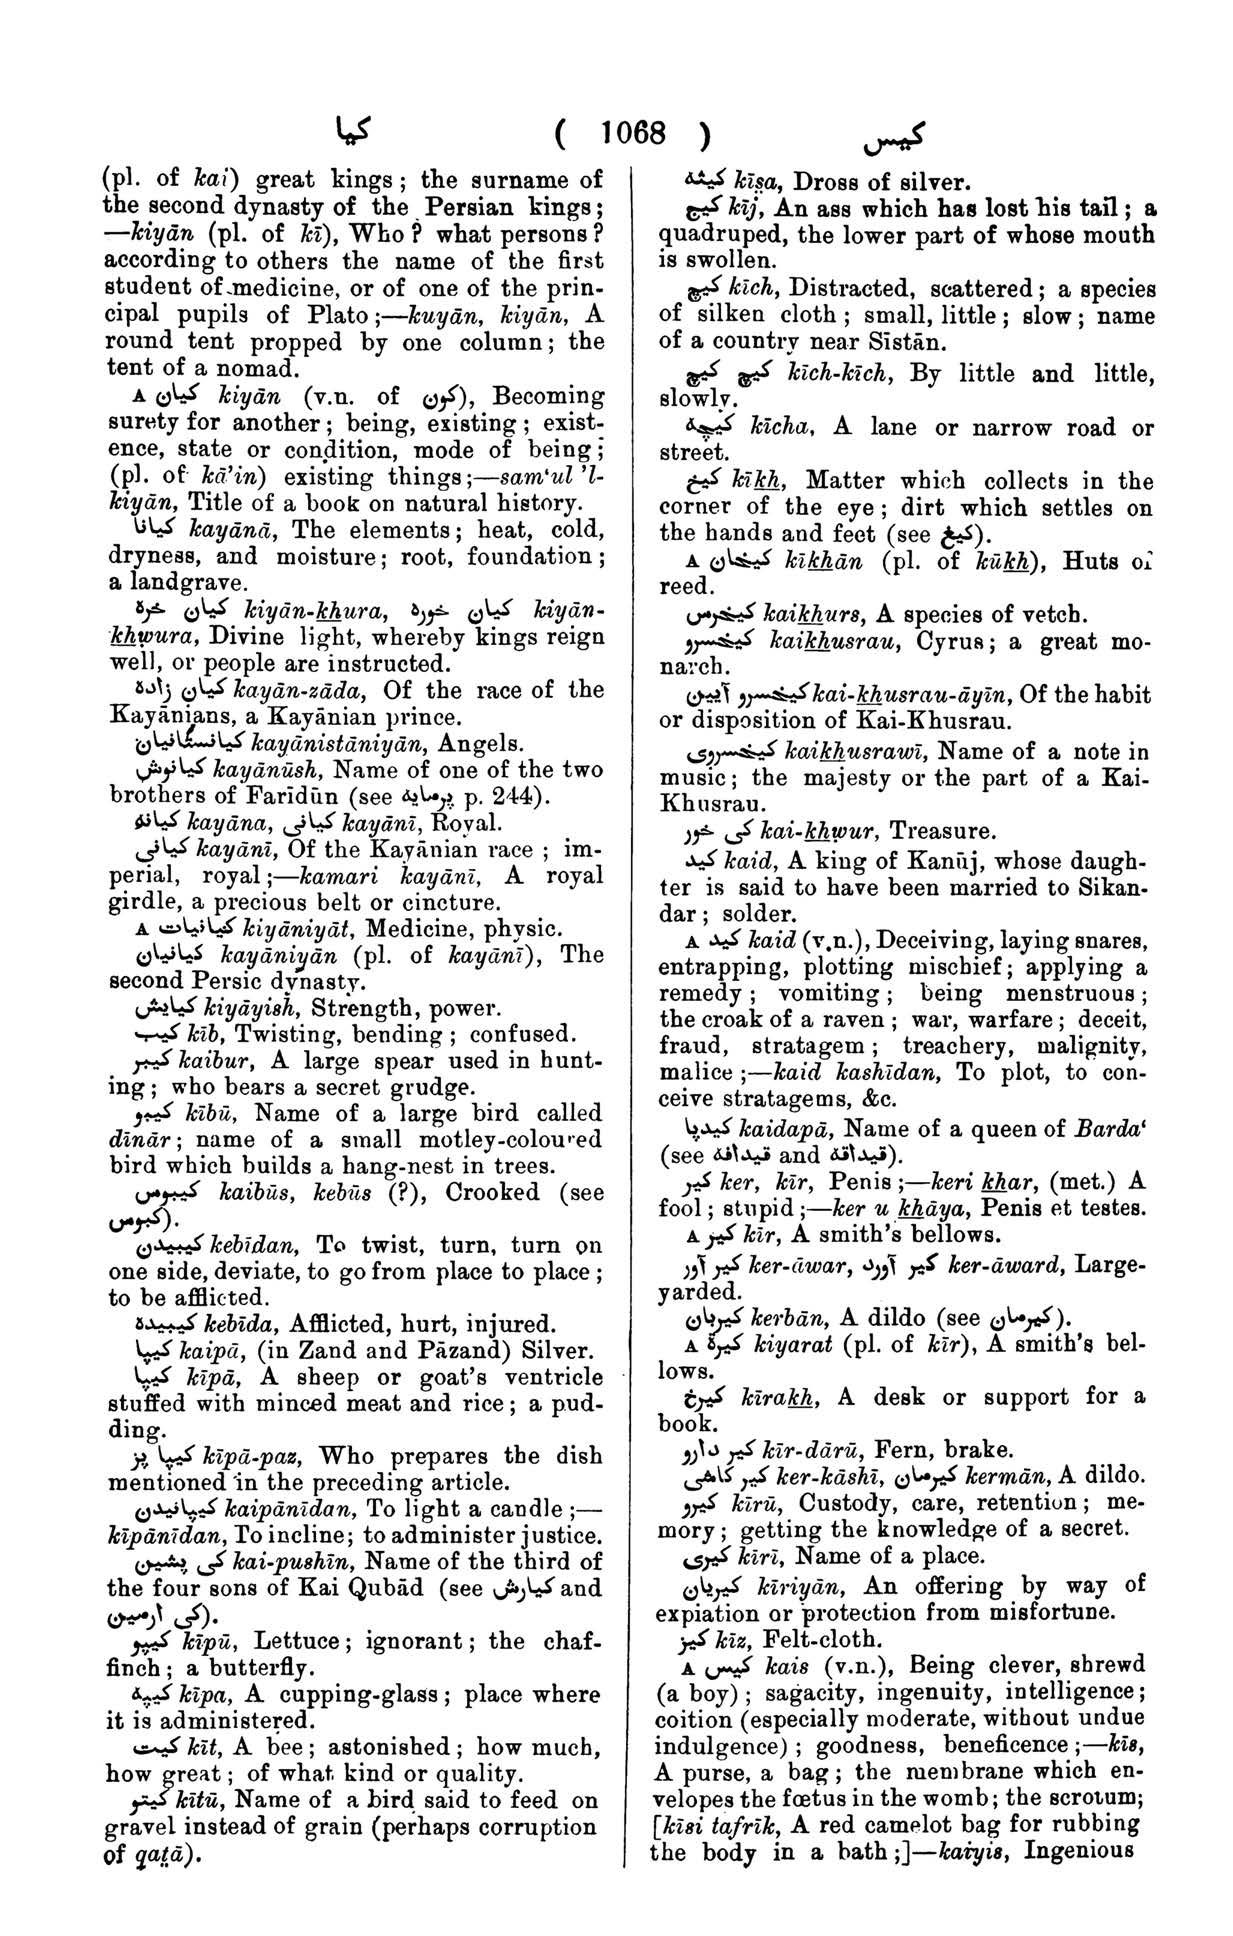 کیا ( 1068 ) کیس
(pl. of kai) great kings; the surname of
the second dynasty of the Persian kings;
—kiyān (pl. of kī), Who? what persons?
according to others the name of the first
student of medicine, or of one of the prin-
cipal pupils of Plato;—kuyān, kiyān, A
round tent propped by one column; the
tent of a nomad.
A کیان kiyān (v.n. of کون), Becoming
surety for another; being, existing; exist-
ence, state or condition, mode of being;
(pl. of kā'in) existing things;—sam‘ul 'l-
kiyān, Title of a book on natural history.
کیانا kayānā, The elements; heat, cold,
dryness, and moisture; root, foundation;
a landgrave.
کیان خره kiyān-khura, کیان خوره kiyān-
khẉura, Divine light, whereby kings reign
well, or people are instructed.
کیان زاده kayān-zāda, Of the race of the
Kayānians, a Kayānian prince.
کیانستانیان kayānistāniyān, Angels.
کیانوش kayānūsh, Name of one of the two
brothers of Farīdūn (see پرمایه p. 244).
کیانه kayāna, کیانی kayānī, Royal.
کیانی kayānī, Of the Kayānian race; im-
perial, royal;—kamari kayānī, A royal
girdle, a precious belt or cincture.
A کیانیات kiyāniyāt, Medicine, physic.
کیانیان kayāniyān (pl. of kayānī), The
second Persic dynasty.
کیایش kiyāyish, Strength, power.
کیب kīb, Twisting, bending; confused.
کیبر kaibur, A large spear used in hunt-
ing; who bears a secret grudge.
کیبو kībū, Name of a large bird called
dīnār; name of a small motley-coloured
bird which builds a hang-nest in trees.
کیبوس kaibūs, kebūs (?), Crooked (see
کبوس).
کیبیدن kebīdan, To twist, turn, turn on
one side, deviate, to go from place to place;
to be afflicted.
کیبیده kebīda, Afflicted, hurt, injured.
کیپا kaipā, (in Zand and Pāzand) Silver.
کیپا kīpā, A sheep or goat's ventricle
stuffed with minced meat and rice; a pud-
ding.
کیپا پز kīpā-paz, Who prepares the dish
mentioned in the preceding article.
کیپانیدن kaipānīdan, To light a candle;—
kīpānīdan, To incline; to administer justice.
کی پشین kai-pushīn, Name of the third of
the four sons of Kai Qubād (see کیارش and
کی ارمین).
کیپو kīpū, Lettuce; ignorant; the chaf-
finch; a butterfly.
کیپه kīpa, A cupping-glass; place where
it is administered.
کیت kīt, A bee; astonished; how much,
how great; of what kind or quality.
کیتو kītū, Name of a bird said to feed on
gravel instead of grain (perhaps corruption
of qat̤ā).
کیثه kīs̤a, Dross of silver.
کیج kīj, An ass which has lost his tail; a
quadruped, the lower part of whose mouth
is swollen.
کیچ kīch, Distracted, scattered; a species
of silken cloth; small, little; slow; name
of a country near Sīstān.
کیچ کیچ kīch-kīch, By little and little,
slowly.
کیچه kīcha, A lane or narrow road or
street.
کیخ kīkh, Matter which collects in the
corner of the eye; dirt which settles on
the hands and feet (see کیغ).
A کیخان kīkhān (pl. of kūkh), Huts of
reed.
کیخرس kaikhurs, A species of vetch.
کیخسرو kaikhusrau, Cyrus; a great mo-
narch.
کیخسرو آیین kai-khusrau-āyīn, Of the habit
or disposition of Kai-Khusrau.
کیخسروی kaikhusrawī, Name of a note in
music; the majesty or the part of a Kai-
Khusrau.
کی خور kai-khẉur, Treasure.
کید kaid, A king of Kanūj, whose daugh-
ter is said to have been married to Sikan-
dar; solder.
A کید kaid (v.n.), Deceiving, laying snares,
entrapping, plotting mischief; applying a
remedy; vomiting; being menstruous;
the croak of a raven; war, warfare; deceit,
fraud, stratagem; treachery, malignity,
malice;—kaid kashīdan, To plot, to con-
ceive stratagems, &c.
کیدپا kaidapā, Name of a queen of Barda‘
(see قیدافه and قیداقه).
کیر ker, kīr, Penis;—keri khar, (met.) A
fool; stupid;—ker u khāya, Penis et testes.
A کیر kīr, A smith's bellows.
کیر آور ker-āwar, کیر آورد ker-āward, Large-
yarded.
کیربان kerbān, A dildo (see کیرمان).
A کیرة kiyarat (pl. of kīr), A smith's bel-
lows.
کیرخ kīrakh, A desk or support for a
book.
کیر دارو kīr-dārū, Fern, brake.
کیر کاشی ker-kāshī, کیرمان kermān, A dildo.
کیرو kīrū, Custody, care, retention; me-
mory; getting the knowledge of a secret.
کیری kīrī, Name of a place.
کیریان kīriyān, An offering by way of
expiation or protection from misfortune.
کیز kīz, Felt-cloth.
A کیس kais (v.n.), Being clever, shrewd
(a boy); sagacity, ingenuity, intelligence;
coition (especially moderate, without undue
indulgence); goodness, beneficence;—kīs,
A purse, a bag; the membrane which en-
velopes the fœtus in the womb; the scrotum;
[kīsi tafrīk, A red camelot bag for rubbing
the body in a bath;]—kaiyis, Ingenious